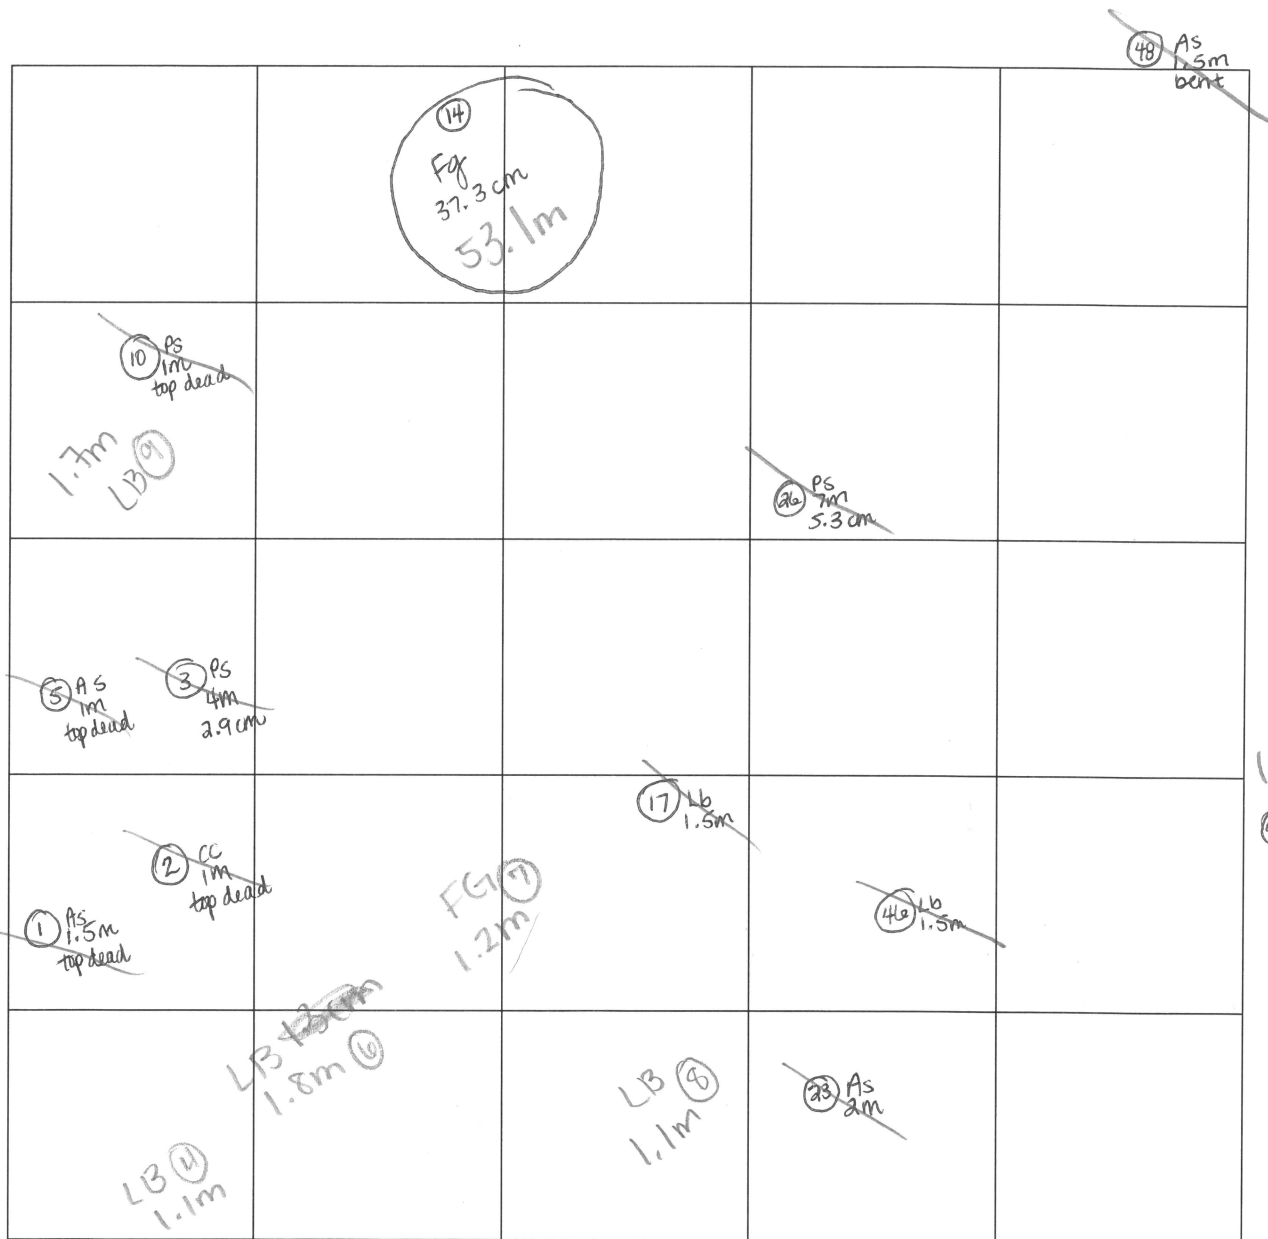 48 As
1.5m
bent
14
Fg
37.3 cm
53.1m
10 PS
1m
top dead
1.7m
LB 9
26 PS
7m
5.3 cm
5 AS
1m
top dead
3 PS
4m
2.9cm
17 Lb
1.5m
2 CC
1m
top dead
FG 7
1.2m
46 Lb
1.5m
1 As
1.5m
top dead
LB
1.8m 6
LB 8
1.1m
23 As
2m
LB 4
1.1m